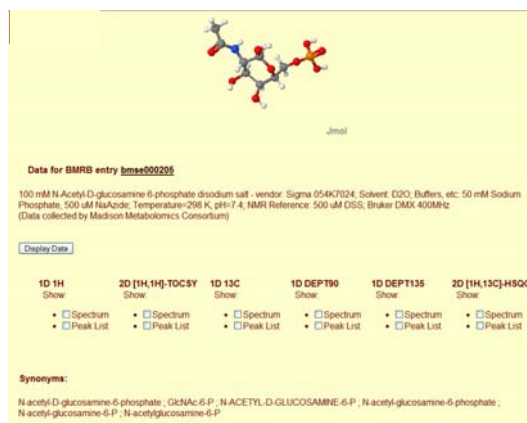 Jmol
Data for BMRB entry bmse000205
100 mM N-Acetyl-D-glucosamine 6-phosphate disodium salt - vendor: Sigma 054K7024; Solvent: D2O; Buffers, etc: 50 mM Sodium
Phosphate, 500 uM NaAzide; Temperature=298 K, pH=7.4; NMR Reference: 500 uM DSS; Bruker DMX 400MHz
(Data collected by Madison Metabolomics Consortium)
Display Data
1D 1H 2D [1H,1H]-TOCSY 1D 13C 1D DEPT90 1D DEPT135 2D [1H,13C]-HSQC
Show: Show: Show: Show: Show: Show:
• Spectrum • Spectrum • Spectrum • Spectrum • Spectrum • Spectrum
• Peak List • Peak List • Peak List • Peak List • Peak List • Peak List
Synonyms:
N-acetyl-D-glucosamine-6-phosphate ; GlcNAc-6-P ; N-ACETYL-D-GLUCOSAMINE-6-P ; N-acetyl-glucosamine-6-phosphate ;
N-acetyl-glucosamine-6-P ; N-acetylglucosamine-6-P